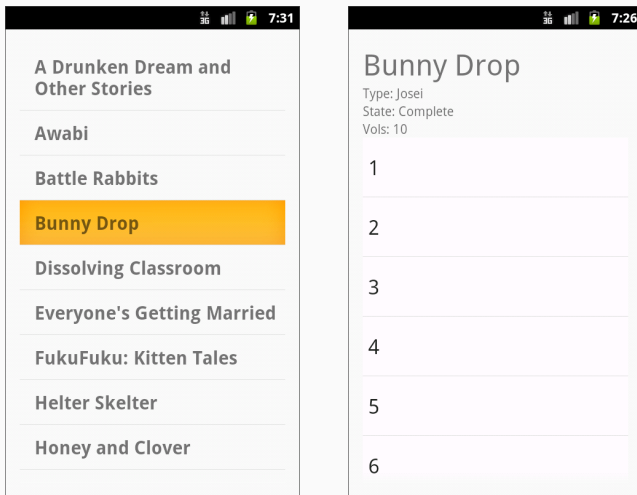 3G 7:31
A Drunken Dream and
Other Stories
Awabi
Battle Rabbits
Bunny Drop
Dissolving Classroom
Everyone's Getting Married
FukuFuku: Kitten Tales
Helter Skelter
Honey and Clover
3G 7:26
Bunny Drop
Type: Josei
State: Complete
Vols: 10
1
2
3
4
5
6